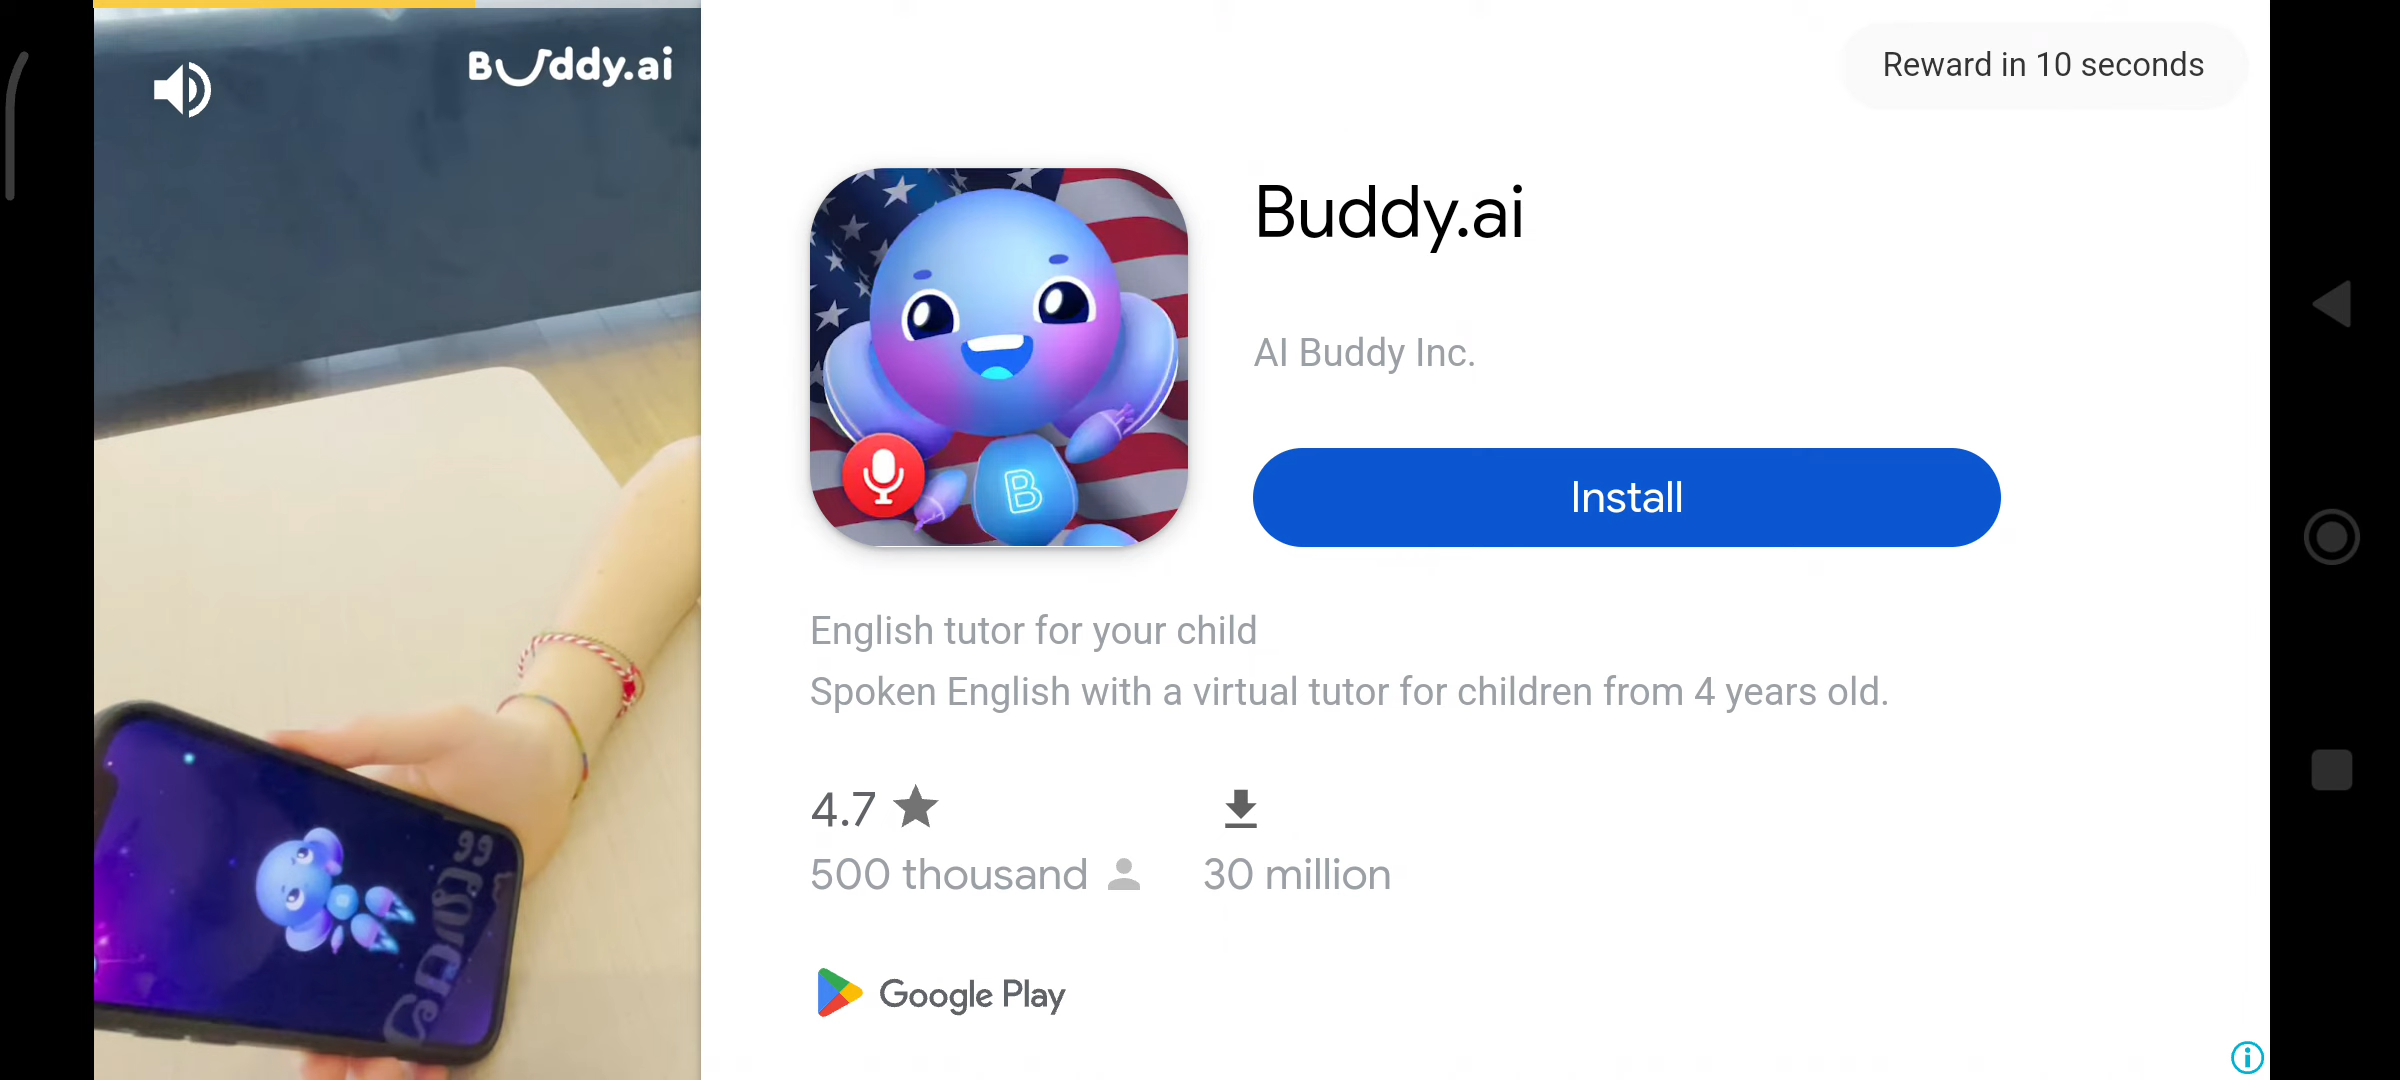 Buddy.ai
Reward in 10 seconds
Buddy.ai
AI Buddy Inc.
B
Install
English tutor for your child
Spoken English with a virtual tutor for children from 4 years old.
4.7
500 thousand
30 million
Google Play